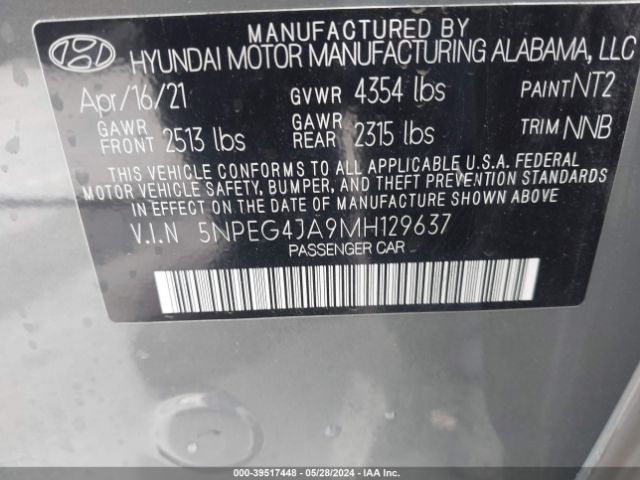 MANUFACTURED BY
HYUNDAI MOTOR MANUFACTURING ALABAMA, LLC
Apr/16/21 GVWR 4354 lbs PAINT NT2
GAWR FRONT 2513 lbs GAWR REAR 2315 lbs TRIM NNB
THIS VEHICLE CONFORMS TO ALL APPLICABLE U.S.A. FEDERAL
MOTOR VEHICLE SAFETY, BUMPER, AND THEFT PREVENTION STANDARDS
IN EFFECT ON THE DATE OF MANUFACTURE SHOWN ABOVE.
V.I.N 5NPEG4JA9MH129637
PASSENGER CAR
000-39517448 - 05/28/2024 - IAA Inc.